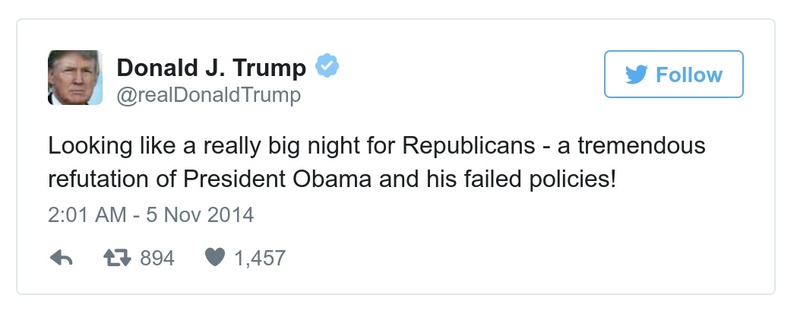 Donald J. Trump
@realDonaldTrump
Follow
Looking like a really big night for Republicans - a tremendous
refutation of President Obama and his failed policies!
2:01 AM - 5 Nov 2014
894 1,457